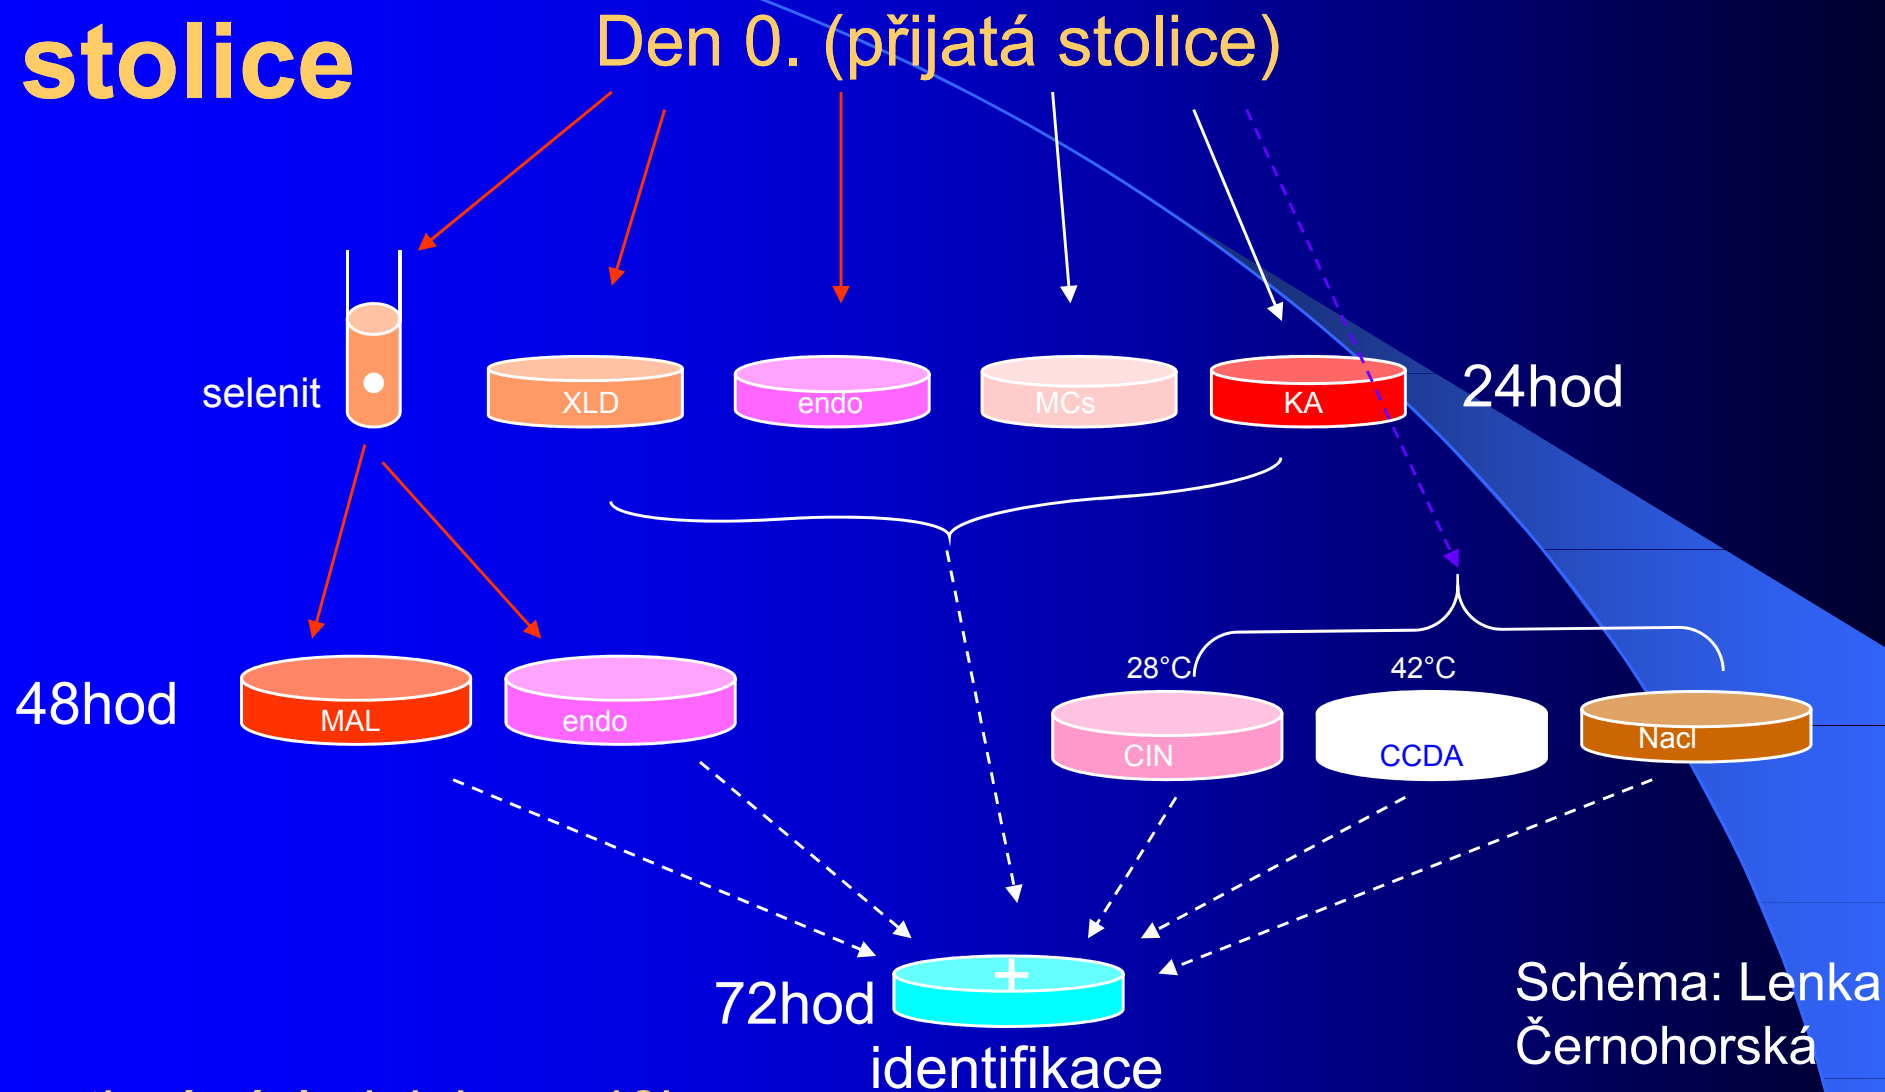 stolice
Den 0. (přijatá stolice)
selenit
XLD
endo
MCs
KA
24hod
48hod
MAL
endo
28°C
42°C
CIN
CCDA
Nacl
+
72hod
identifikace
Schéma: Lenka
Černohorská